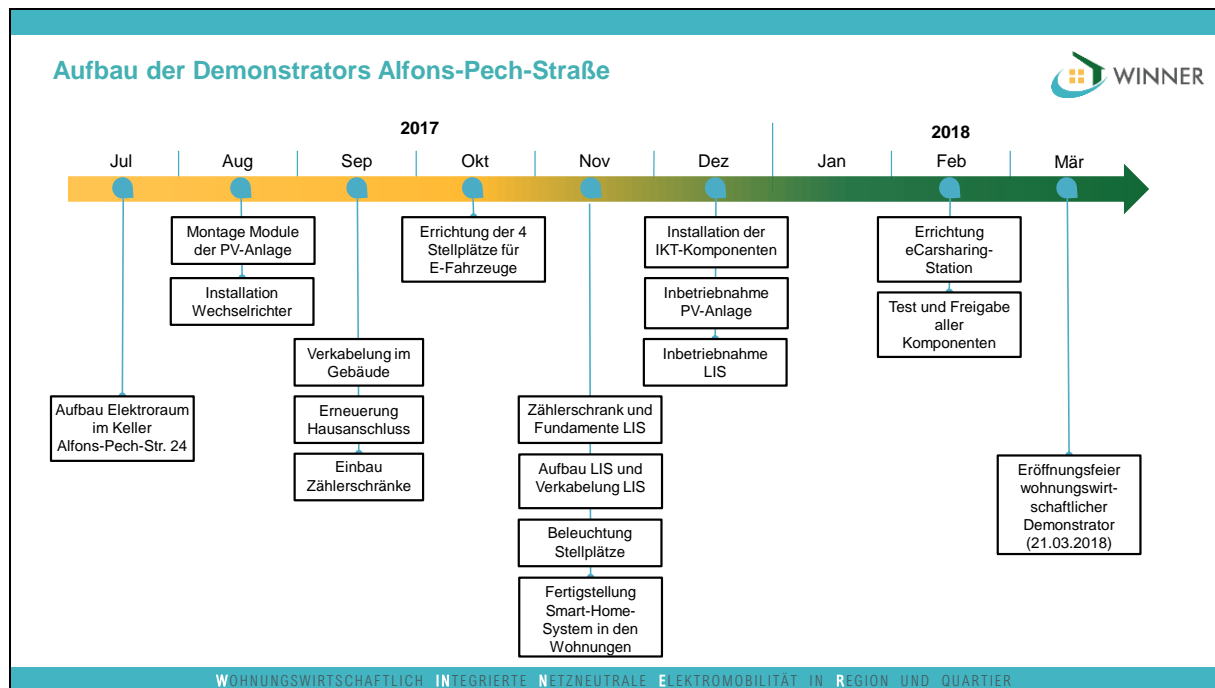 Aufbau der Demonstrators Alfons-Pech-Straße
WINNER
2017
2018
Jul
Aug
Sep
Okt
Nov
Dez
Jan
Feb
Mär
Aufbau Elektroraum
im Keller
Alfons-Pech-Str. 24
Montage Module
der PV-Anlage
Installation
Wechselrichter
Verkabelung im
Gebäude
Erneuerung
Hausanschluss
Einbau
Zählerschränke
Errichtung der 4
Stellplätze für
E-Fahrzeuge
Zählerschrank und
Fundamente LIS
Aufbau LIS und
Verkabelung LIS
Beleuchtung
Stellplätze
Fertigstellung
Smart-Home-
System in den
Wohnungen
Installation der
IKT-Komponenten
Inbetriebnahme
PV-Anlage
Inbetriebnahme
LIS
Errichtung
eCarsharing-
Station
Test und Freigabe
aller
Komponenten
Eröffnungsfeier
wohnungswirt-
schaftlicher
Demonstrator
(21.03.2018)
WOHNUNGSWIRTSCHAFTLICH INTEGRIERTE NETZNEUTRALE ELEKTROMOBILITÄT IN REGION UND QUARTIER